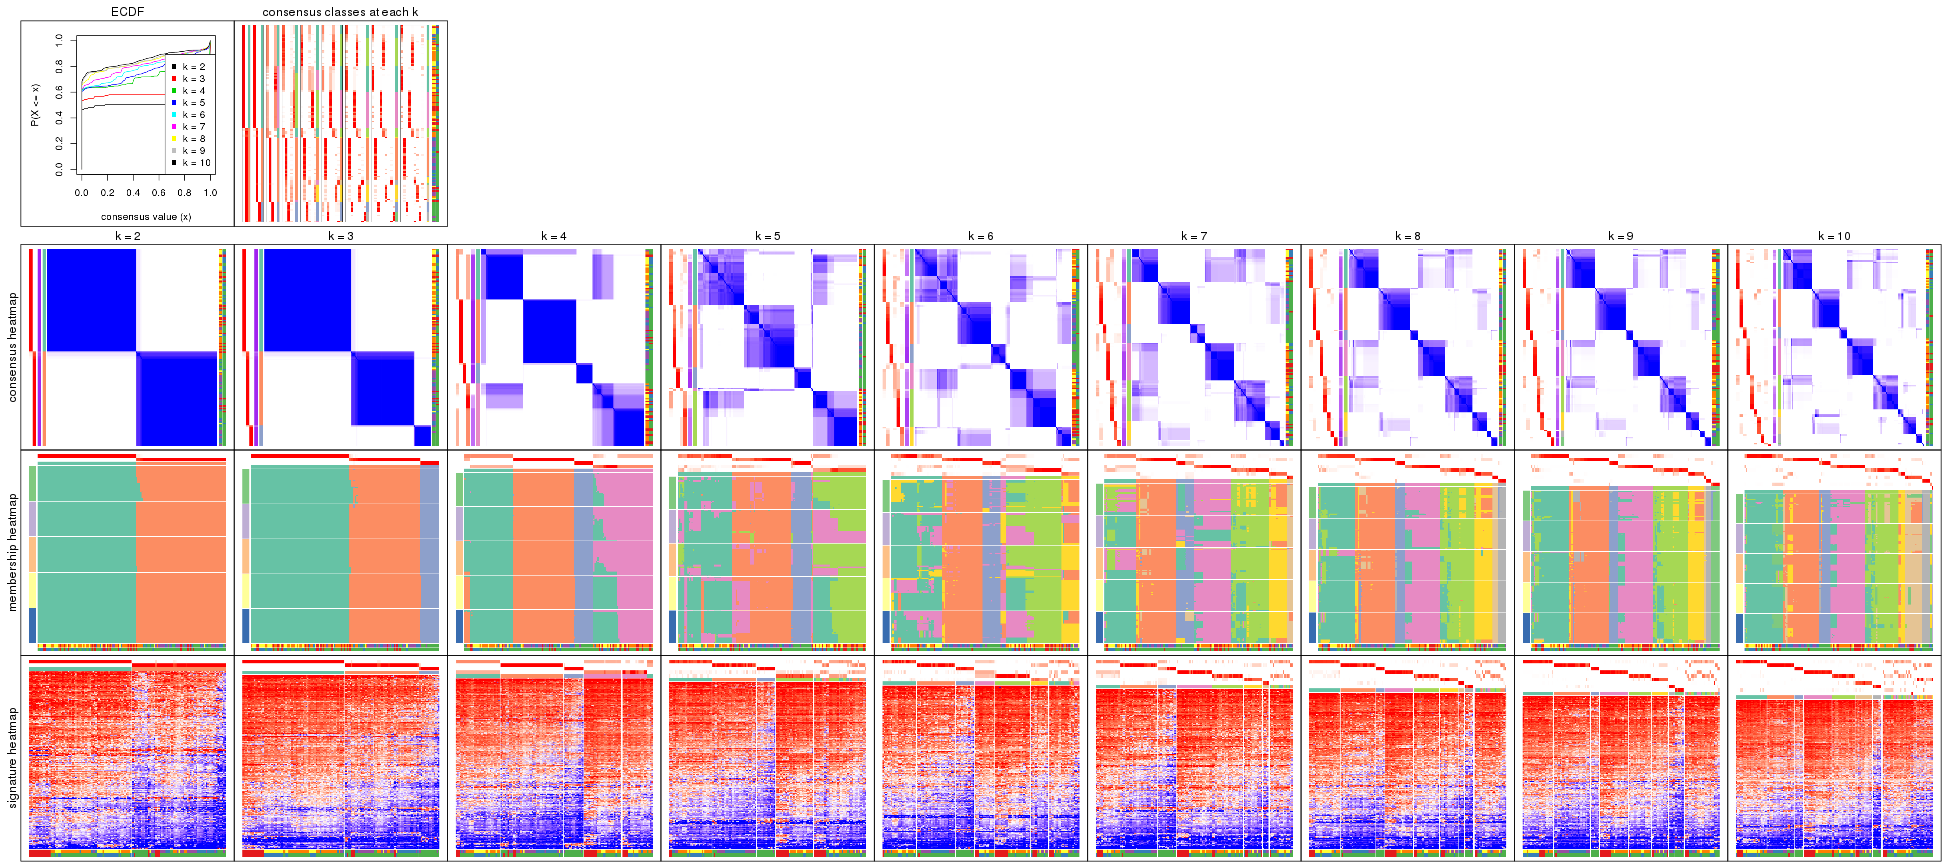 ECDF
consensus classes at each k
P(X <= x)
0.0 0.2 0.4 0.6 0.8 1.0
k = 2
k = 3
k = 4
k = 5
k = 6
k = 7
k = 8
k = 9
k = 10
0.0 0.2 0.4 0.6 0.8 1.0
consensus value (x)
k = 2
k = 3
k = 4
k = 5
k = 6
k = 7
k = 8
k = 9
k = 10
consensus heatmap
membership heatmap
signature heatmap